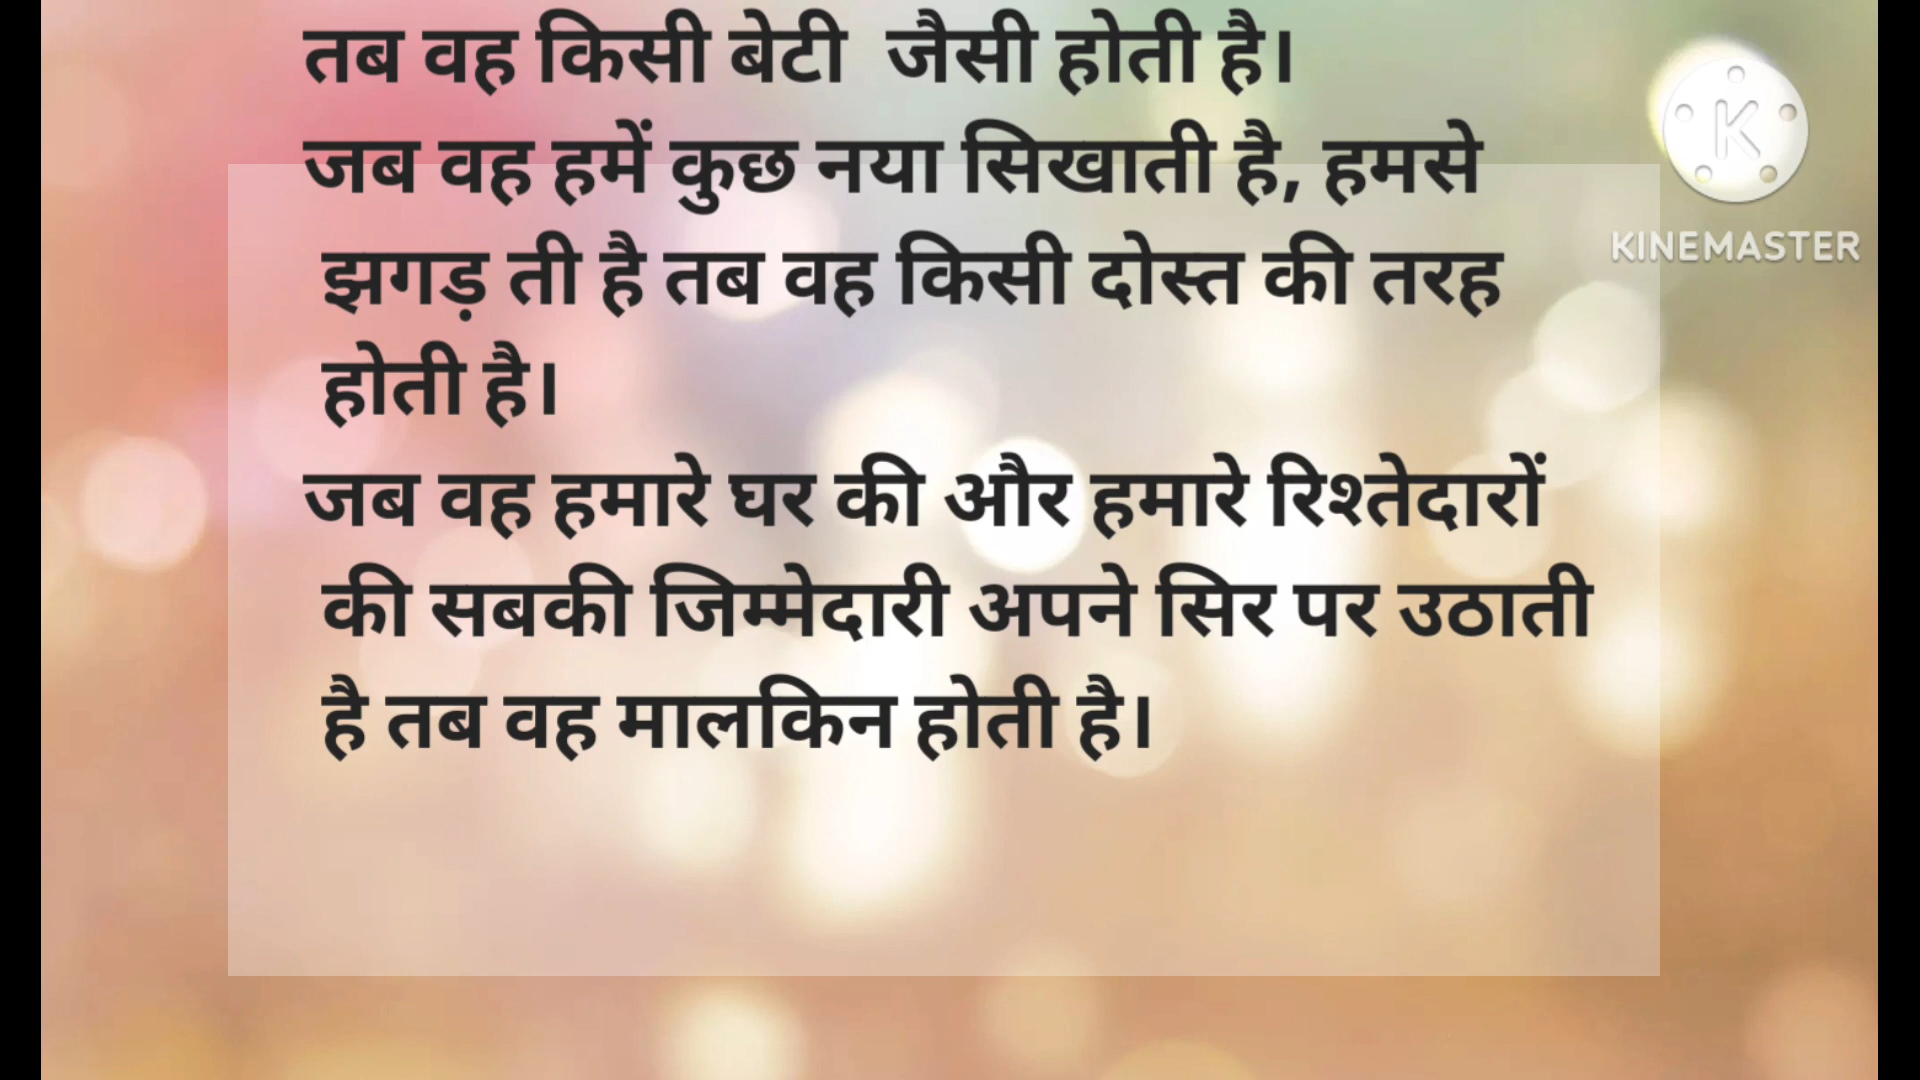 तब वह किसी बेटी जैसी होती है।
जब वह हमें कुछ नया सिखाती है, हमसे
झगड़ ती है तब वह किसी दोस्त की तरह
होती है।
जब वह हमारे घर की और हमारे रिश्तेदारों
की सबकी जिम्मेदारी अपने सिर पर उठाती
है तब वह मालकिन होती है।
K
KINEMASTER